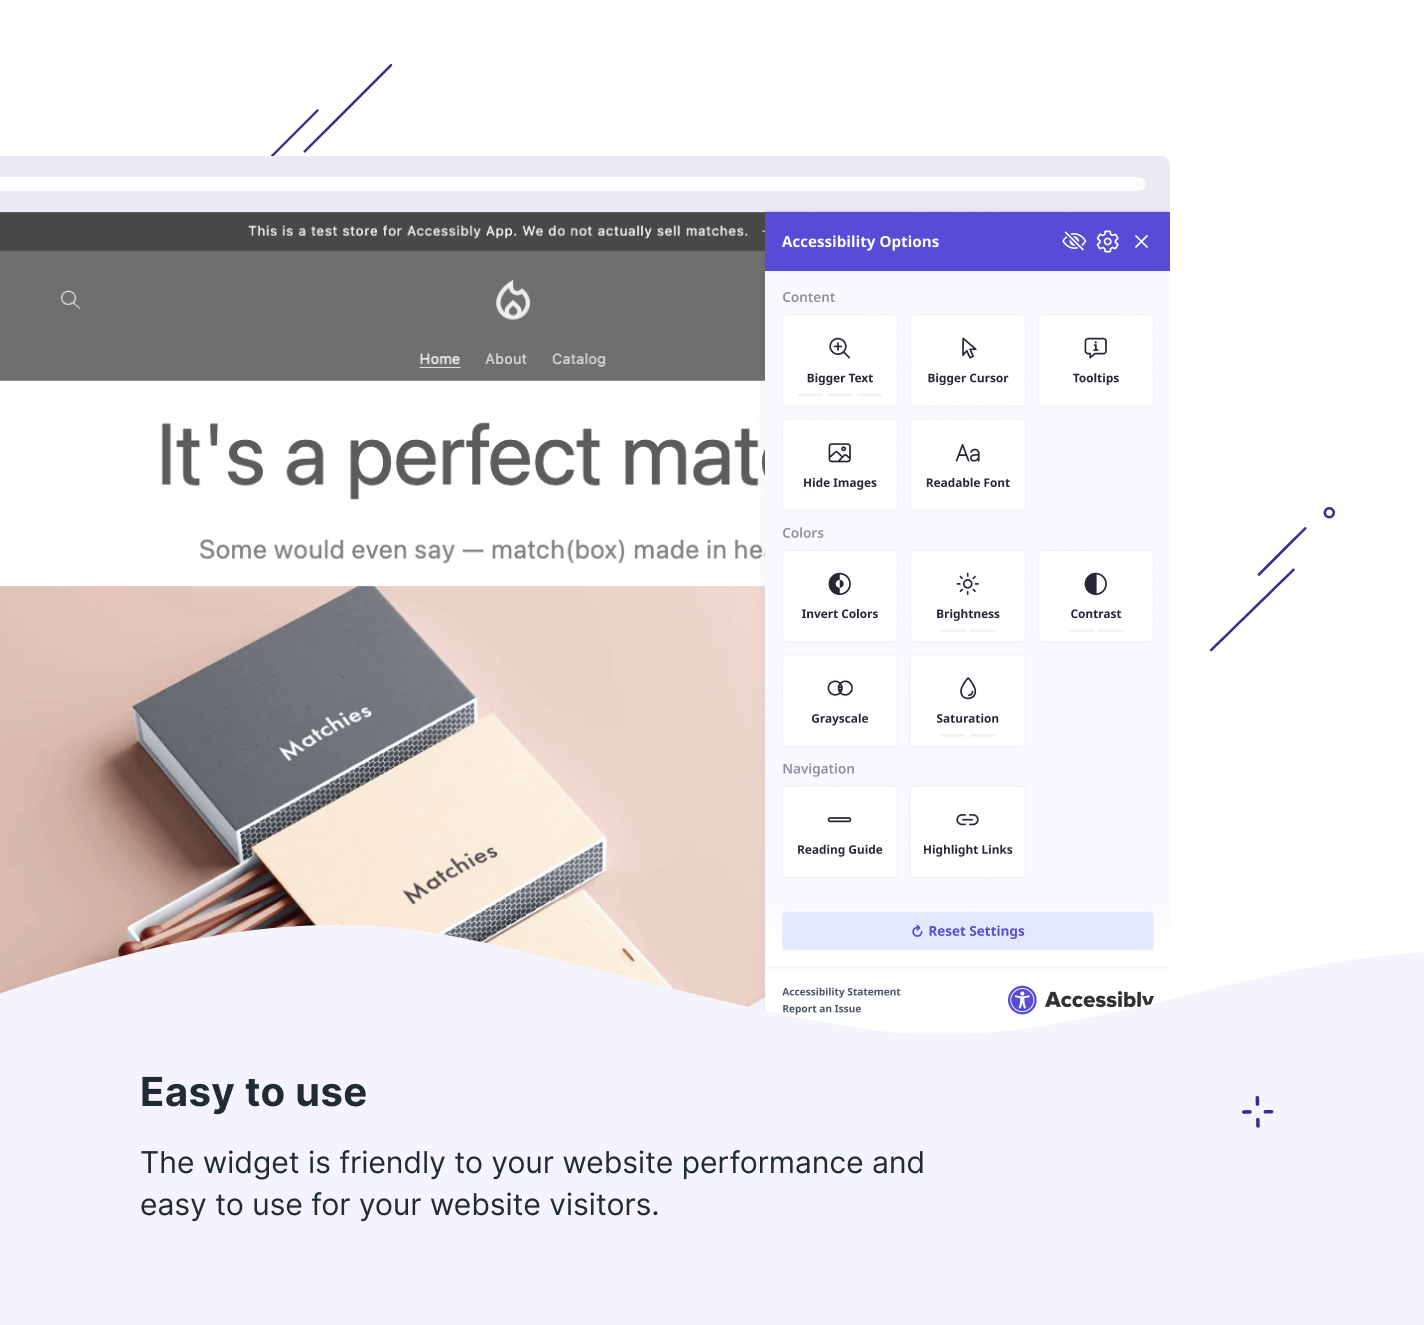 This is a test store for Accessibly App. We do not actually sell matches.
Home About Catalog
It's a perfect
Some would even say — match(box) made in
Matchies
Matchies
Accessibility Options
Content
Bigger Text
Bigger Cursor
Tooltips
Hide Images
Readable Font
Colors
Invert Colors
Brightness
Contrast
Grayscale
Saturation
Navigation
Reading Guide
Highlight Links
Reset Settings
Accessibility Statement
Report an Issue
Accessibly
Easy to use
The widget is friendly to your website performance and
easy to use for your website visitors.